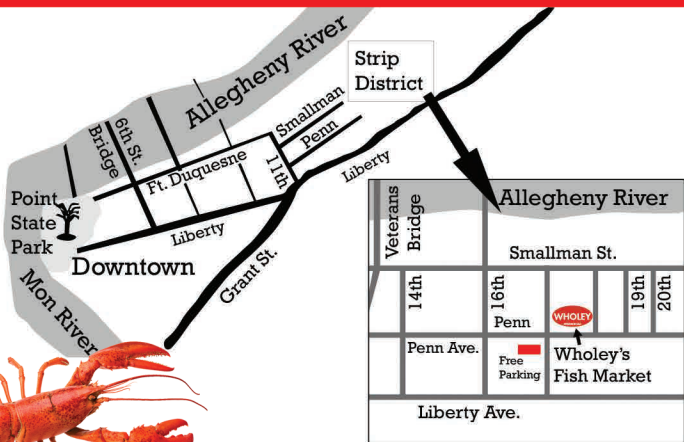 Allegheny River
Strip
District
6th St.
Bridge
Smallman
Penn
Ft. Duquesne
11th
Liberty
Point
State
Park
Liberty
Downtown
Grant St.
Mon River
Allegheny River
Veterans
Bridge
Smallman St.
14th
16th
19th
20th
Penn
WHOLEY
Penn Ave.
Free
Parking
Wholey's
Fish Market
Liberty Ave.